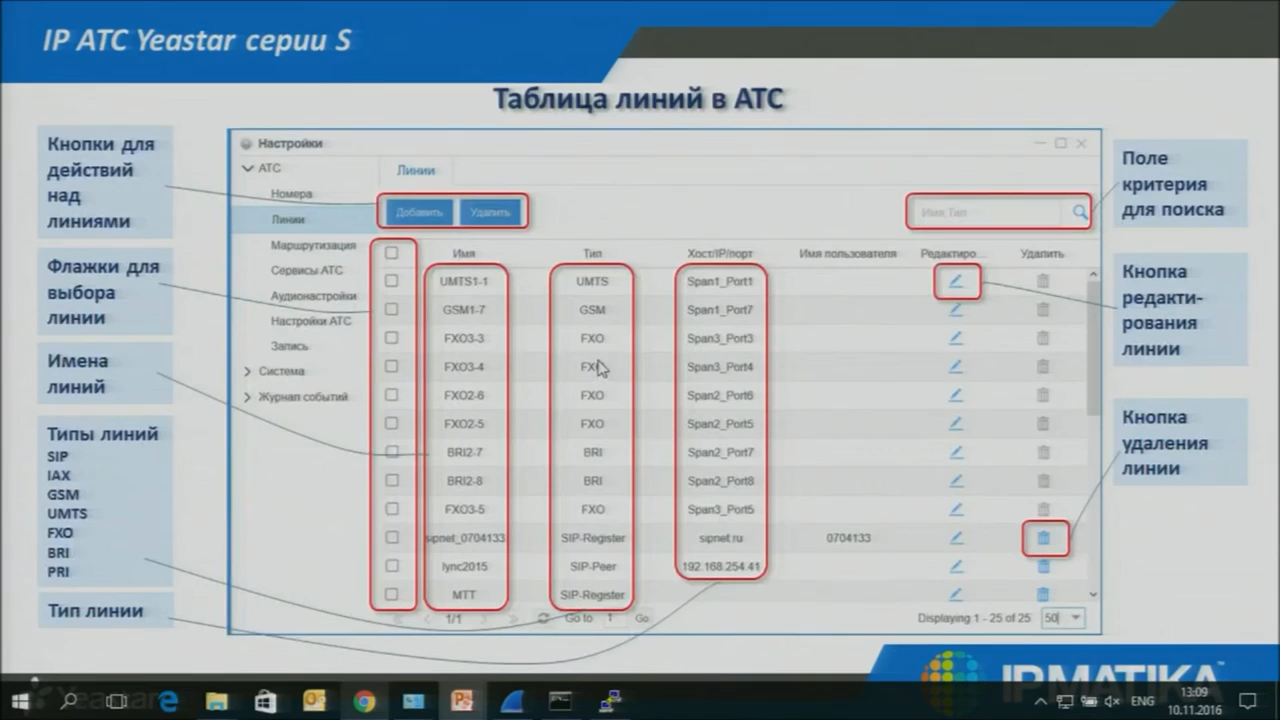 IP АТС Yeastar серии S
Таблица линий в АТС
Кнопки для
действий
над
линиями
Флажки для
выбора
линии
Имена
линий
Типы линий
SIP
IAX
GSM
UMTS
FXO
BRI
PRI
Тип линии
Настройки
АТС
Номера
Линии
Маршрутизация
Сервисы АТС
Аудионастройки
Настройки АТС
Запись
Система
Журнал событий
Линии
Добавить Удалить
Имя,Тип
Имя Тип Хост/IP/порт Имя пользователя Редактиро... Удалить
UMTS1-1 UMTS Span1_Port1
GSM1-7 GSM Span1_Port7
FXO3-3 FXO Span3_Port3
FXO3-4 FXO Span3_Port4
FXO2-6 FXO Span2_Port6
FXO2-5 FXO Span2_Port5
BRI2-7 BRI Span2_Port7
BRI2-8 BRI Span2_Port8
FXO3-5 FXO Span3_Port5
sipnet_0704133 SIP-Register sipnet.ru 0704133
lync2015 SIP-Peer 192.168.254.41
MTT SIP-Register
1/1 Go to 1 Go Displaying 1 - 25 of 25 50
Поле
критерия
для поиска
Кнопка
редакти-
рования
линии
Кнопка
удаления
линии
IPMATIKA
Yeastar
ENG
13:09
10.11.2016